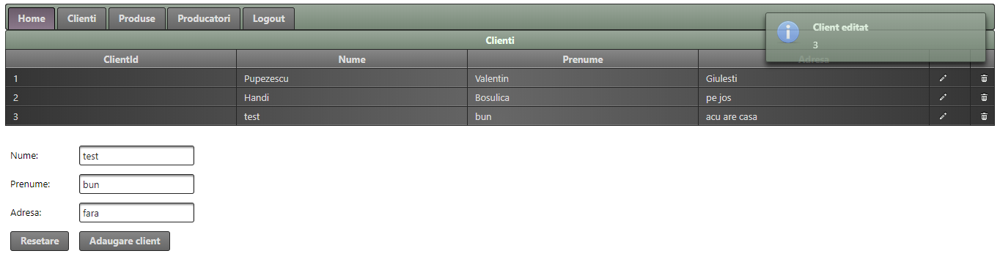 Home Clienti Produse Producatori Logout
Client editat
3
Clienti
ClientId Nume Prenume Adresa
1 Pupezescu Valentin Giulesti
2 Handi Bosulica pe jos
3 test bun acu are casa
Nume: test
Prenume: bun
Adresa: fara
Resetare Adaugare client